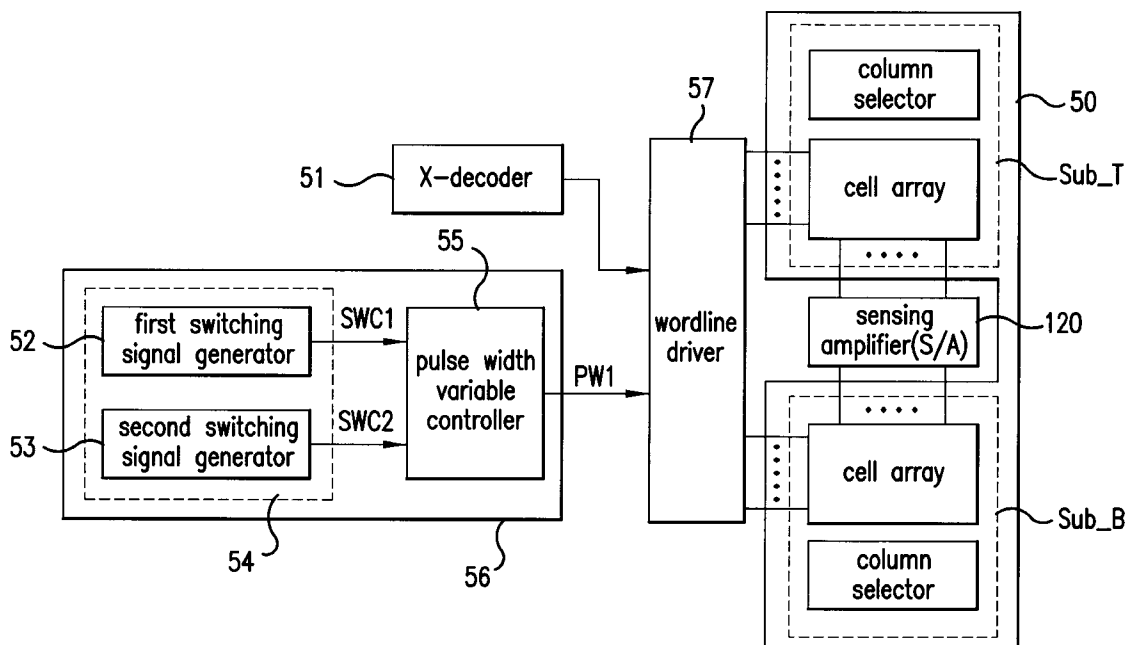 column
selector
50
57
51
X-decoder
cell array
Sub_T
55
52
first switching
signal generator
SWC1
pulse width
variable
controller
PW1
wordline
driver
sensing
amplifier(S/A)
120
53
second switching
signal generator
SWC2
cell array
Sub_B
54
56
column
selector